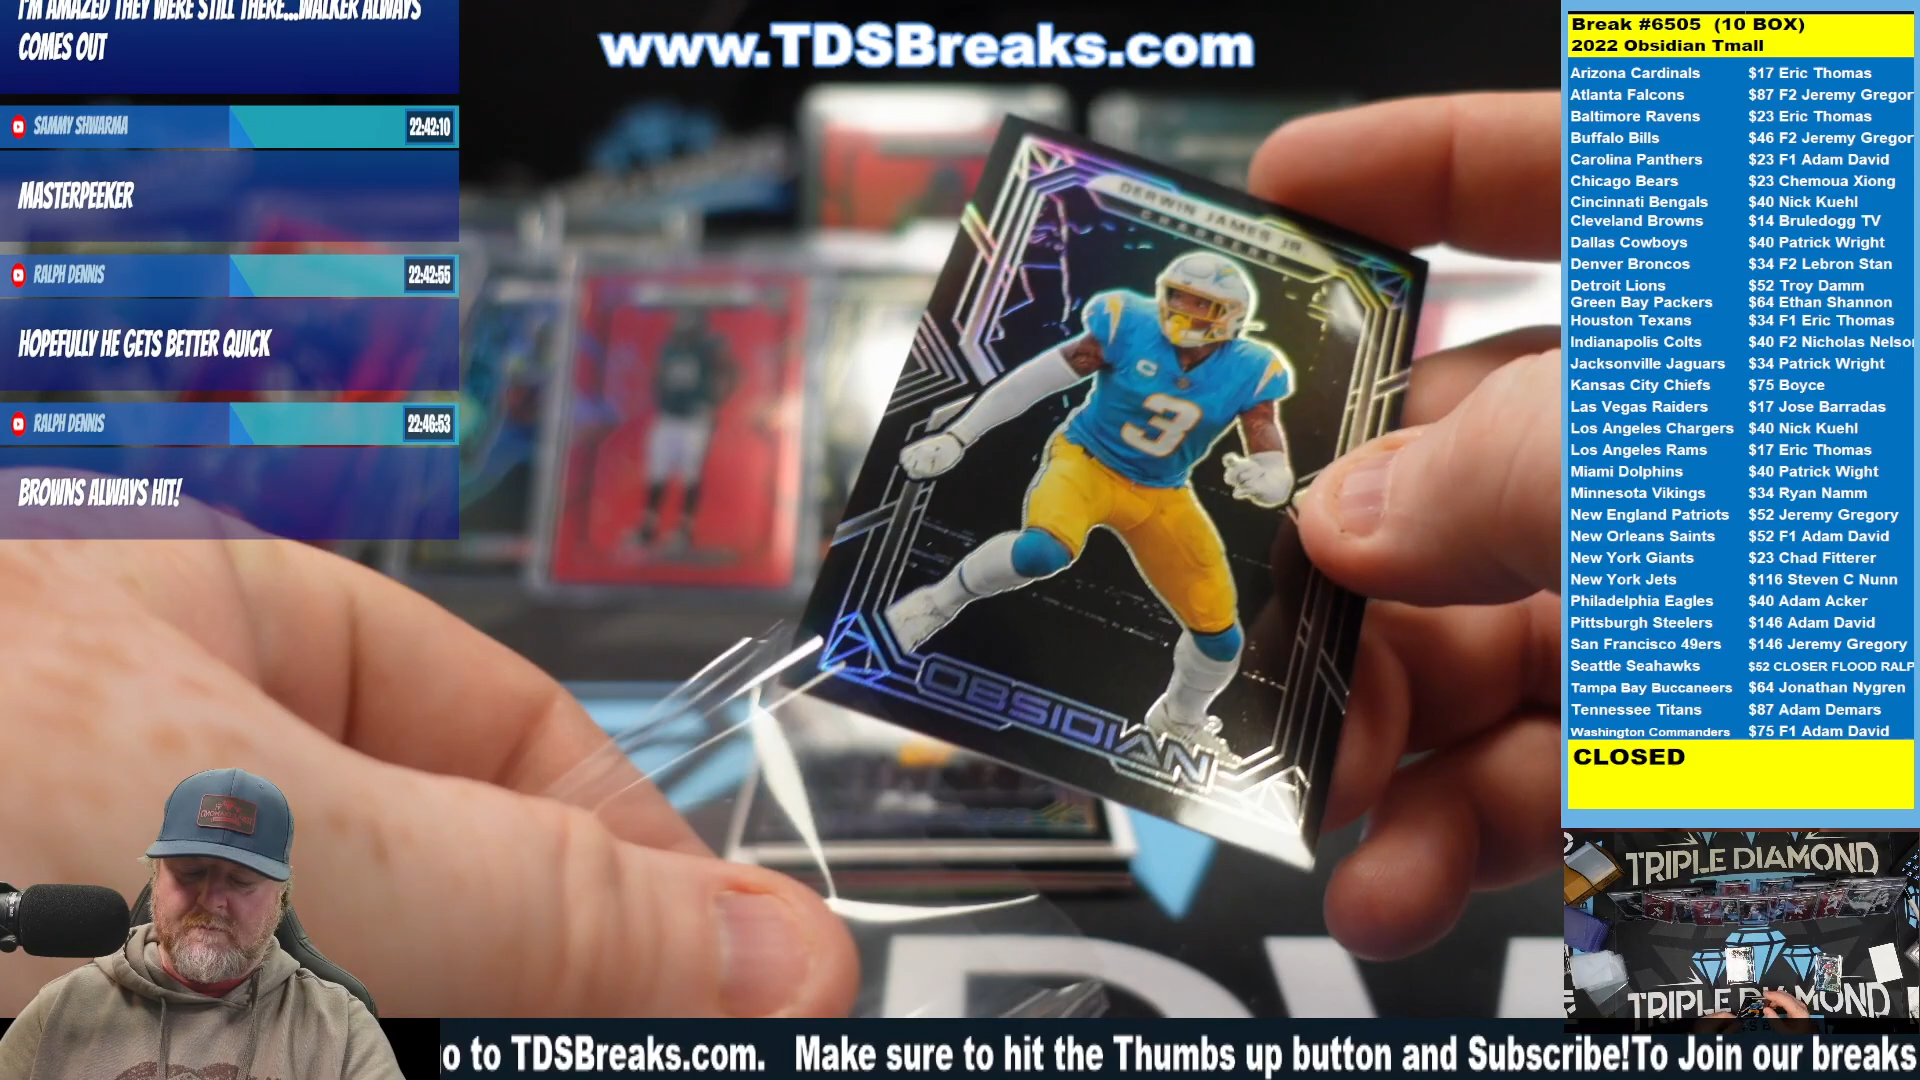 I'M AMAZED THEY WERE STILL THERE...WALKER ALWAYS
COMES OUT
SAMMY SHWARMA
22:42:10
MASTERPEEKER
RALPH DENNIS
22:42:55
HOPEFULLY HE GETS BETTER QUICK
RALPH DENNIS
22:46:53
BROWNS ALWAYS HIT!
www.TDSBreaks.com
DERWIN JAMES JR.
CHARGERS
3
OBSIDIAN
Break #6505 (10 BOX)
2022 Obsidian Tmall
Arizona Cardinals $17 Eric Thomas
Atlanta Falcons $87 F2 Jeremy Gregor
Baltimore Ravens $23 Eric Thomas
Buffalo Bills $46 F2 Jeremy Gregor
Carolina Panthers $23 F1 Adam David
Chicago Bears $23 Chemoua Xiong
Cincinnati Bengals $40 Nick Kuehl
Cleveland Browns $14 Bruledogg TV
Dallas Cowboys $40 Patrick Wright
Denver Broncos $34 F2 Lebron Stan
Detroit Lions $52 Troy Damm
Green Bay Packers $64 Ethan Shannon
Houston Texans $34 F1 Eric Thomas
Indianapolis Colts $40 F2 Nicholas Nelso
Jacksonville Jaguars $34 Patrick Wright
Kansas City Chiefs $75 Boyce
Las Vegas Raiders $17 Jose Barradas
Los Angeles Chargers $40 Nick Kuehl
Los Angeles Rams $17 Eric Thomas
Miami Dolphins $40 Patrick Wight
Minnesota Vikings $34 Ryan Namm
New England Patriots $52 Jeremy Gregory
New Orleans Saints $52 F1 Adam David
New York Giants $23 Chad Fitterer
New York Jets $116 Steven C Nunn
Philadelphia Eagles $40 Adam Acker
Pittsburgh Steelers $146 Adam David
San Francisco 49ers $146 Jeremy Gregory
Seattle Seahawks $52 CLOSER FLOOD RALP
Tampa Bay Buccaneers $64 Jonathan Nygren
Tennessee Titans $87 Adam Demars
Washington Commanders $75 F1 Adam David
CLOSED
TRIPLE DIAMOND
TRIPLE DIAMOND
o to TDSBreaks.com. Make sure to hit the Thumbs up button and Subscribe!To Join our breaks